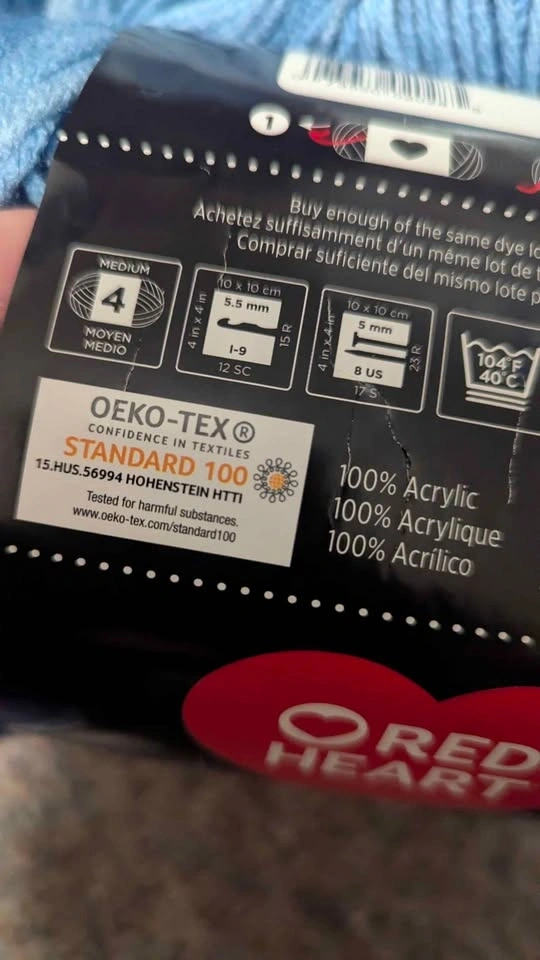 1
Buy enough of the same dye lo
Achetez suffisamment d'un même lot de t
Comprar suficiente del mismo lote p
MEDIUM
4
MOYEN
MEDIO
10 x 10 cm
4 in x 4 in
5.5 mm
I-9
15 R
12 SC
10 x 10 cm
4 in x 4 in
5 mm
8 US
23 R
17 S
104°F
40°C
OEKO-TEX®
CONFIDENCE IN TEXTILES
STANDARD 100
15.HUS.56994 HOHENSTEIN HTTI
Tested for harmful substances.
www.oeko-tex.com/standard100
100% Acrylic
100% Acrylique
100% Acrílico
RED
HEART